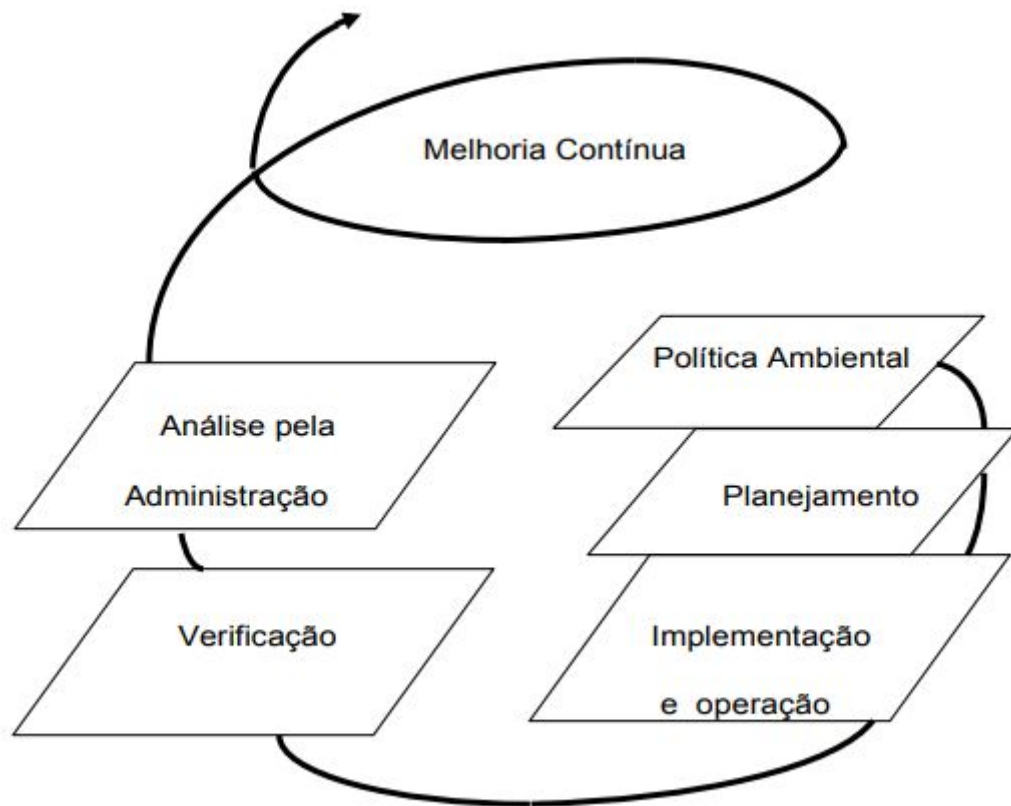 Melhoria Contínua
Política Ambiental
Análise pela
Administração
Planejamento
Verificação
Implementação
e operação